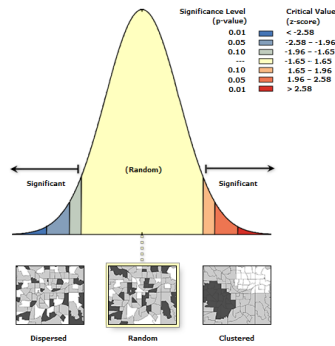 Significance Level
(p-value)
Critical Value
(z-score)
0.01 < -2.58
0.05 -2.58 - -1.96
0.10 -1.96 - -1.65
--- -1.65 - 1.65
0.10 1.65 - 1.96
0.05 1.96 - 2.58
0.01 > 2.58
(Random)
Significant Significant
Dispersed Random Clustered